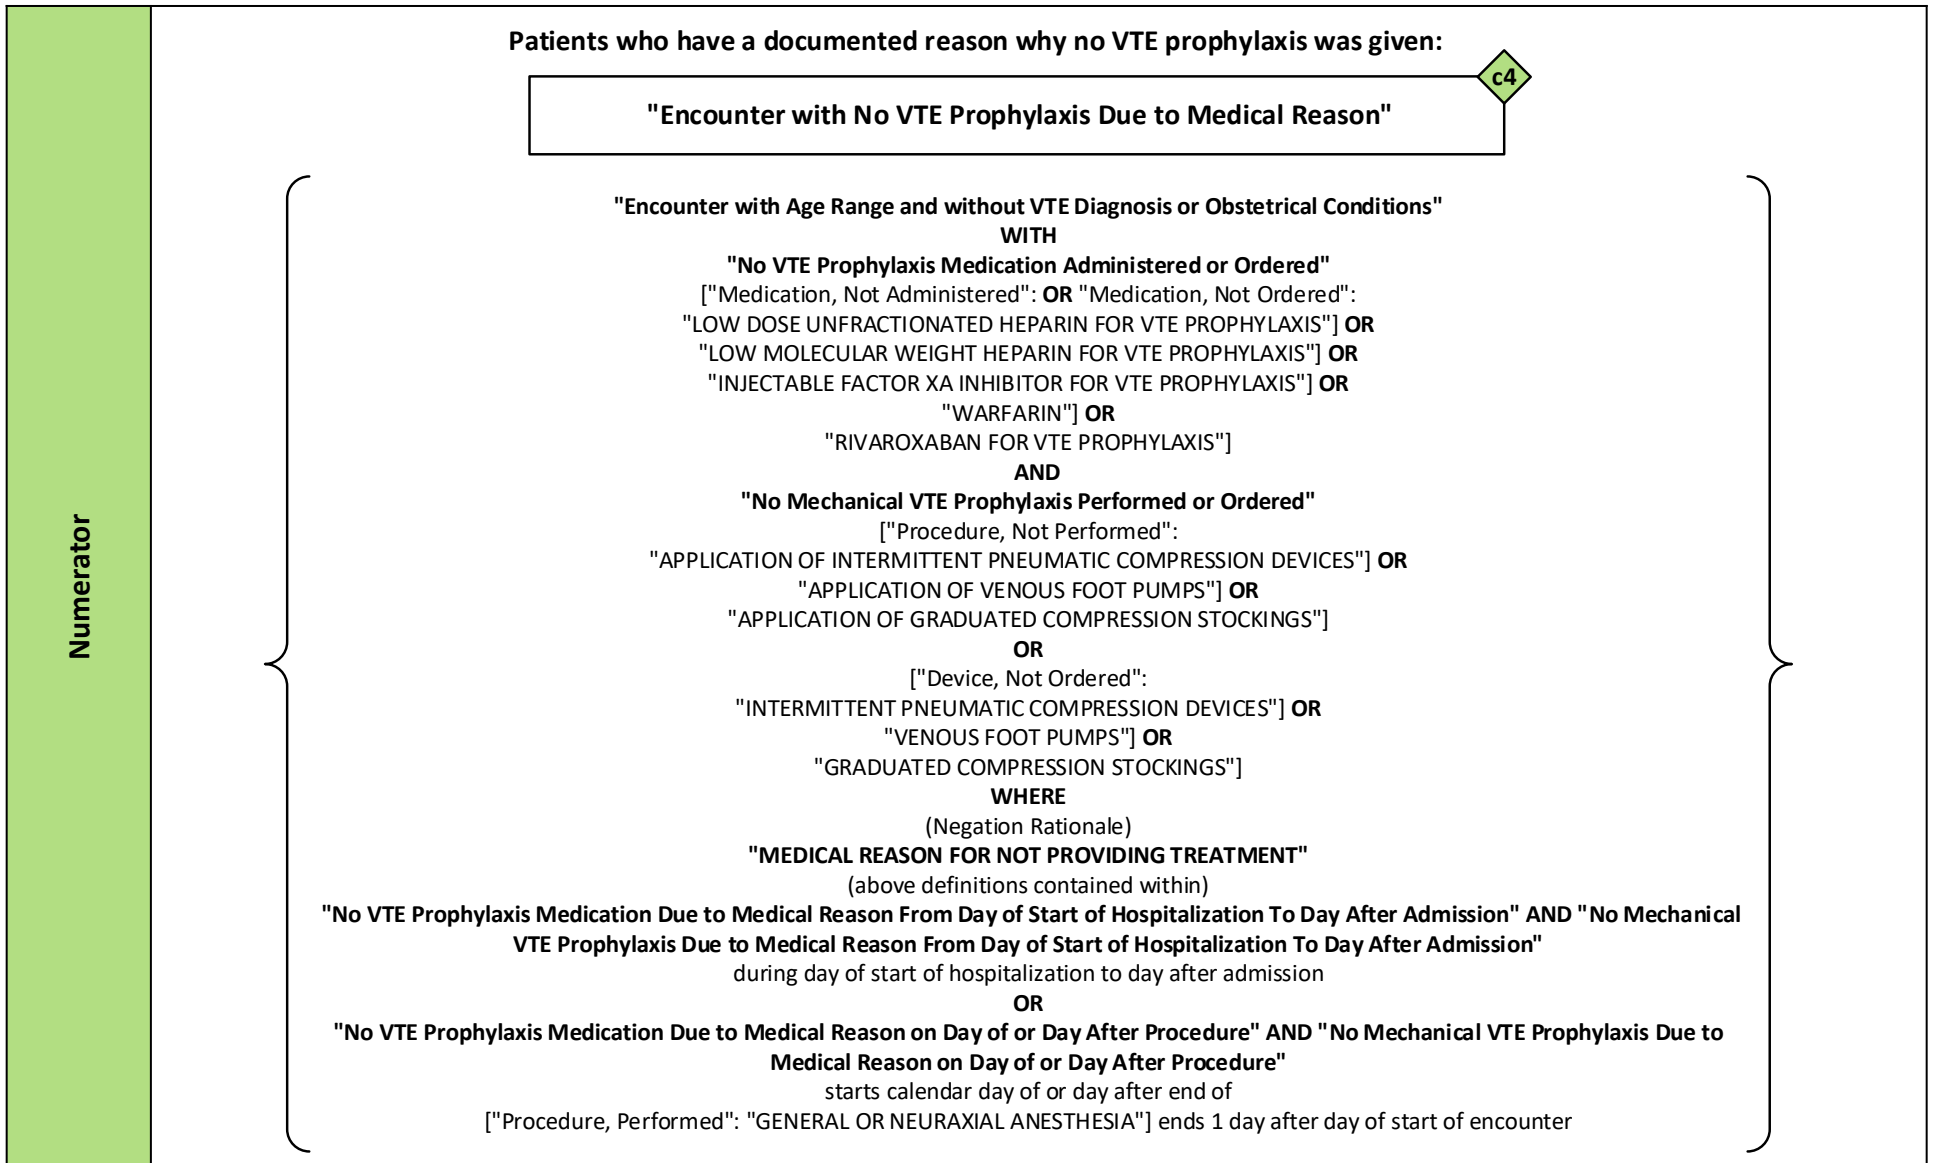 Numerator
Patients who have a documented reason why no VTE prophylaxis was given:
c4
"Encounter with No VTE Prophylaxis Due to Medical Reason"
"Encounter with Age Range and without VTE Diagnosis or Obstetrical Conditions"
WITH
"No VTE Prophylaxis Medication Administered or Ordered"
["Medication, Not Administered": OR "Medication, Not Ordered":
"LOW DOSE UNFRACTIONATED HEPARIN FOR VTE PROPHYLAXIS"] OR
"LOW MOLECULAR WEIGHT HEPARIN FOR VTE PROPHYLAXIS"] OR
"INJECTABLE FACTOR XA INHIBITOR FOR VTE PROPHYLAXIS"] OR
"WARFARIN"] OR
"RIVAROXABAN FOR VTE PROPHYLAXIS"]
AND
"No Mechanical VTE Prophylaxis Performed or Ordered"
["Procedure, Not Performed":
"APPLICATION OF INTERMITTENT PNEUMATIC COMPRESSION DEVICES"] OR
"APPLICATION OF VENOUS FOOT PUMPS"] OR
"APPLICATION OF GRADUATED COMPRESSION STOCKINGS"]
OR
["Device, Not Ordered":
"INTERMITTENT PNEUMATIC COMPRESSION DEVICES"] OR
"VENOUS FOOT PUMPS"] OR
"GRADUATED COMPRESSION STOCKINGS"]
WHERE
(Negation Rationale)
"MEDICAL REASON FOR NOT PROVIDING TREATMENT"
(above definitions contained within)
"No VTE Prophylaxis Medication Due to Medical Reason From Day of Start of Hospitalization To Day After Admission" AND "No Mechanical
VTE Prophylaxis Due to Medical Reason From Day of Start of Hospitalization To Day After Admission"
during day of start of hospitalization to day after admission
OR
"No VTE Prophylaxis Medication Due to Medical Reason on Day of or Day After Procedure" AND "No Mechanical VTE Prophylaxis Due to
Medical Reason on Day of or Day After Procedure"
starts calendar day of or day after end of
["Procedure, Performed": "GENERAL OR NEURAXIAL ANESTHESIA"] ends 1 day after day of start of encounter